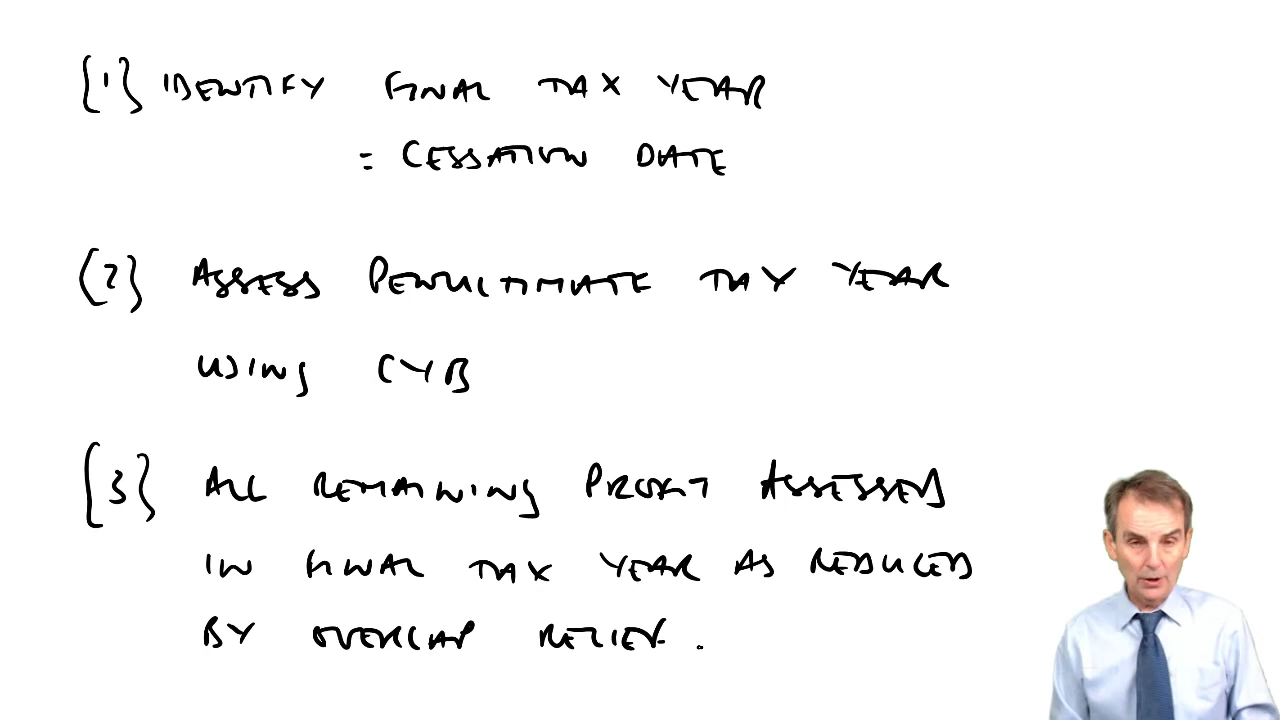 {1} IDENTIFY FINAL TAX YEAR
= CESSATION DATE
{2} ASSESS PENULTIMATE TAX YEAR
USING CYB
{3} ALL REMAINING PROFIT ASSESSED
IN FINAL TAX YEAR AS REDUCED
BY OVERLAP RELIEF.